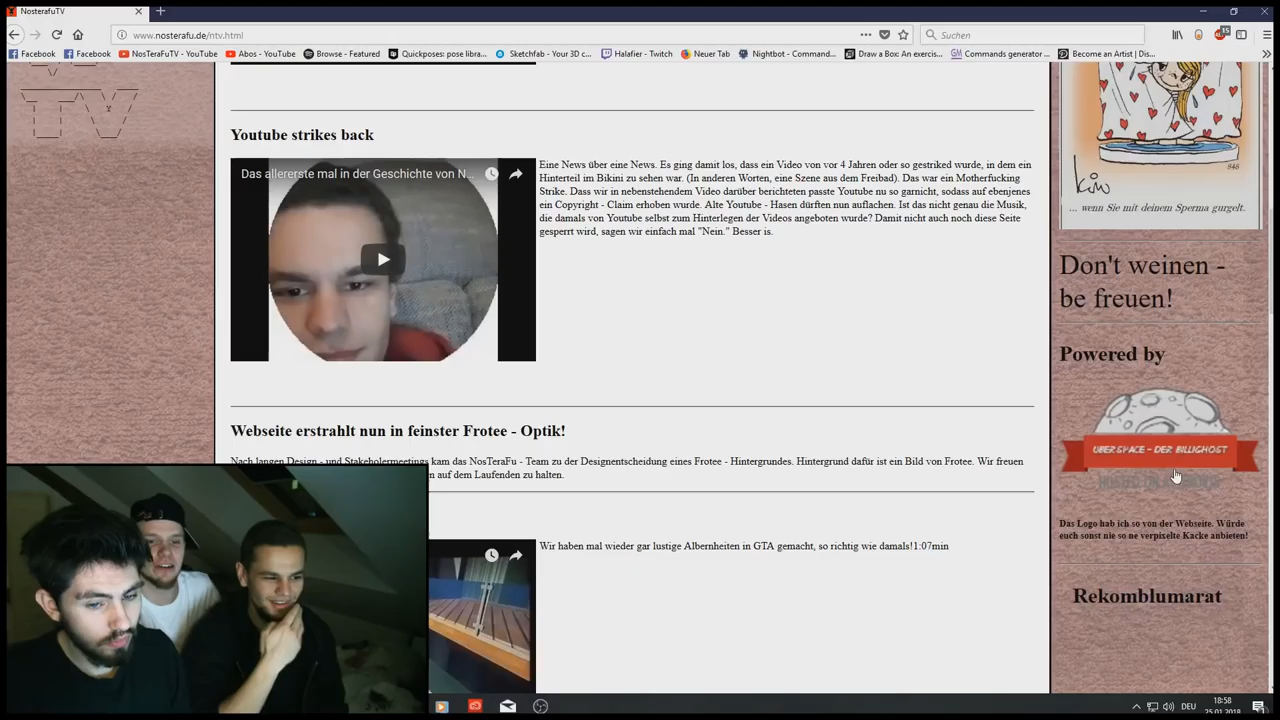 NosterafuTV
www.nosterafu.de/ntv.html
Suchen
15
Facebook
Facebook
NoSTeRaFuTV - YouTube
Abos - YouTube
Browse - Featured
Quickposes: pose libra...
Sketchfab - Your 3D c...
Halafier - Twitch
Neuer Tab
Nightbot - Dashboard
Draw a Box: An exercis...
Commands generator ...
Become an Artist | Dis...
Youtube strikes back
Das allererste mal in der Geschichte von N...
Eine News über eine News. Es ging damit los, dass ein Video von vor 4 Jahren oder so gestriked wurde, in dem ein
Hinterteil im Bikini zu sehen war. (In anderen Worten, eine Szene aus dem Freibad). Das war ein Motherfucking
Strike. Dass wir in nebenstehendem Video darüber berichteten passte Youtube nu so garnicht, sodass auf ebenjenes
ein Copyright - Claim erhoben wurde. Alte Youtube - Hasen dürften nun auflachen. Ist das nicht genau die Musik,
die damals von Youtube selbst zum Hinterlegen der Videos angeboten wurde? Damit nicht auch noch diese Seite
gesperrt wird, sagen wir einfach mal "Nein." Besser is.
Webseite erstrahlt nun in feinster Frotee - Optik!
Nach langen Design - und Stakeholermeetings kam das NosTeraFu - Team zu der Designentscheidung eines Frotee - Hintergrundes. Hintergrund dafür ist ein Bild von Frotee. Wir freuen
en auf dem Laufenden zu halten.
Wir haben mal wieder gar lustige Albernheiten in GTA gemacht, so richtig wie damals!1:07min
848
kim
... wenn Sie mit deinem Sperma gurgelt.
Don't weinen -
be freuen!
Powered by
UBERSPACE - DER BILLIGHOST
Das Logo hab ich so von der Webseite. Würde
euch sonst nie so ne verpixelte Kacke anbieten!
Rekomblumarat
DEU
18:58
25.01.2018